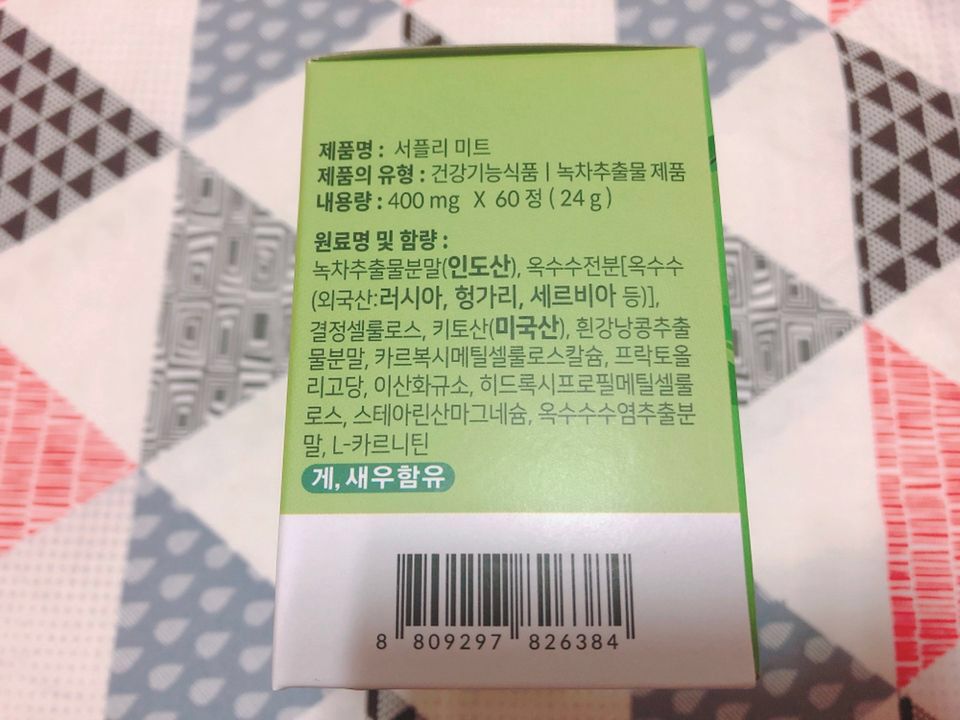 제품명 : 서플리 미트
제품의 유형 : 건강기능식품 | 녹차추출물 제품
내용량 : 400 mg X 60 정 ( 24 g )
원료명 및 함량 :
녹차추출물분말(인도산), 옥수수전분[옥수수
(외국산:러시아, 헝가리, 세르비아 등)],
결정셀룰로스, 키토산(미국산), 흰강낭콩추출
물분말, 카르복시메틸셀룰로스칼슘, 프락토올
리고당, 이산화규소, 히드록시프로필메틸셀룰
로스, 스테아린산마그네슘, 옥수수수염추출분
말, L-카르니틴
게, 새우함유
8 809297 826384